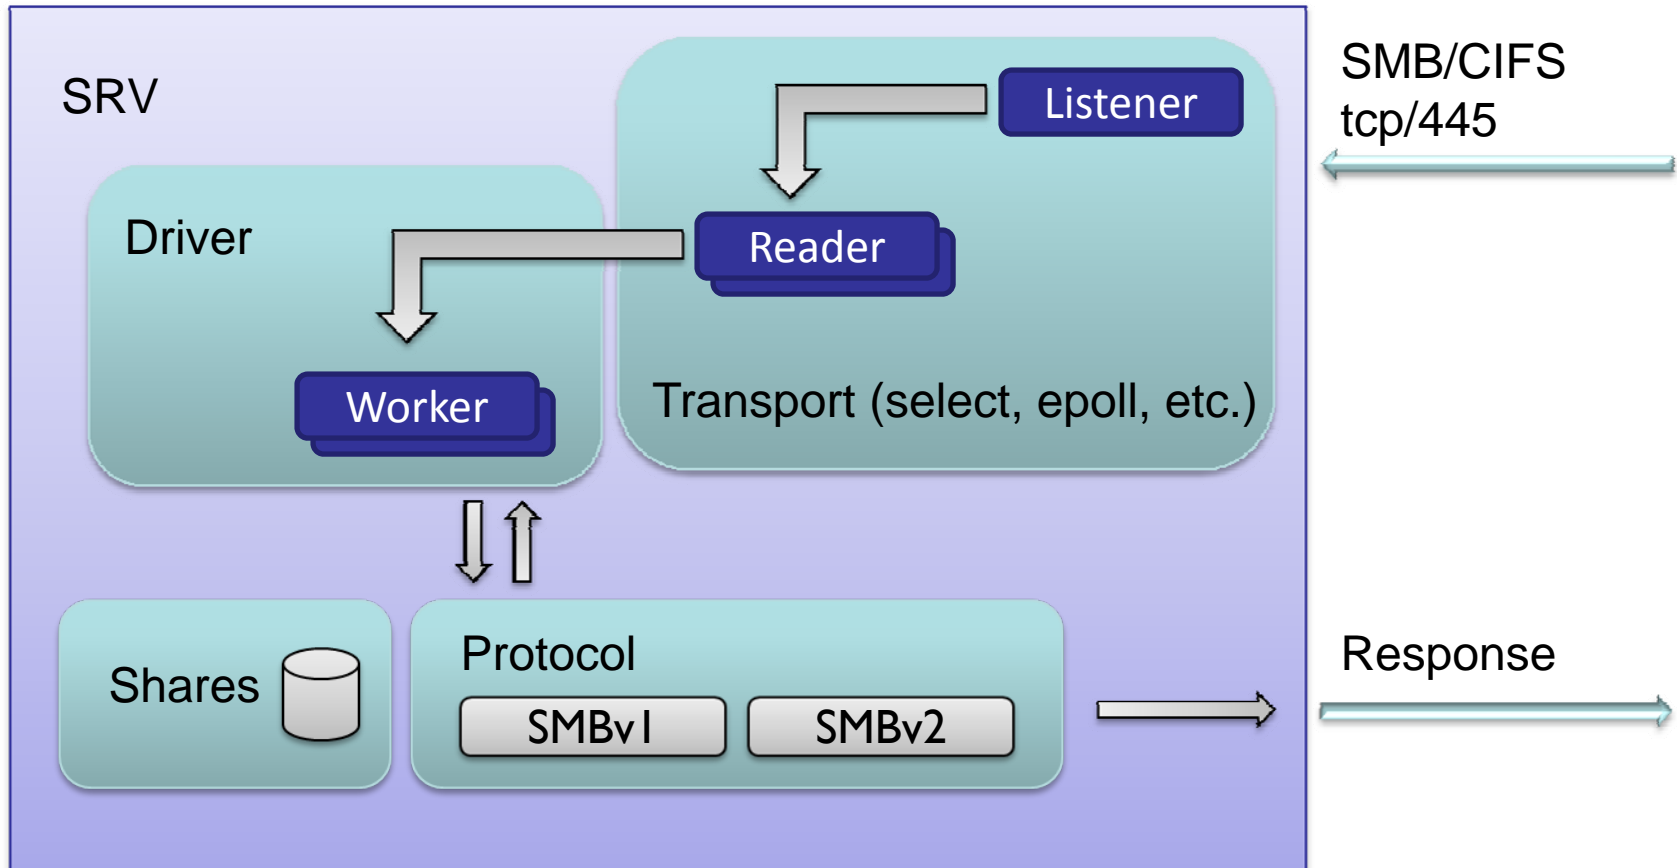 SRV
Listener
SMB/CIFS
tcp/445
Driver
Reader
Worker
Transport (select, epoll, etc.)
Shares
Protocol
SMBv1
SMBv2
Response